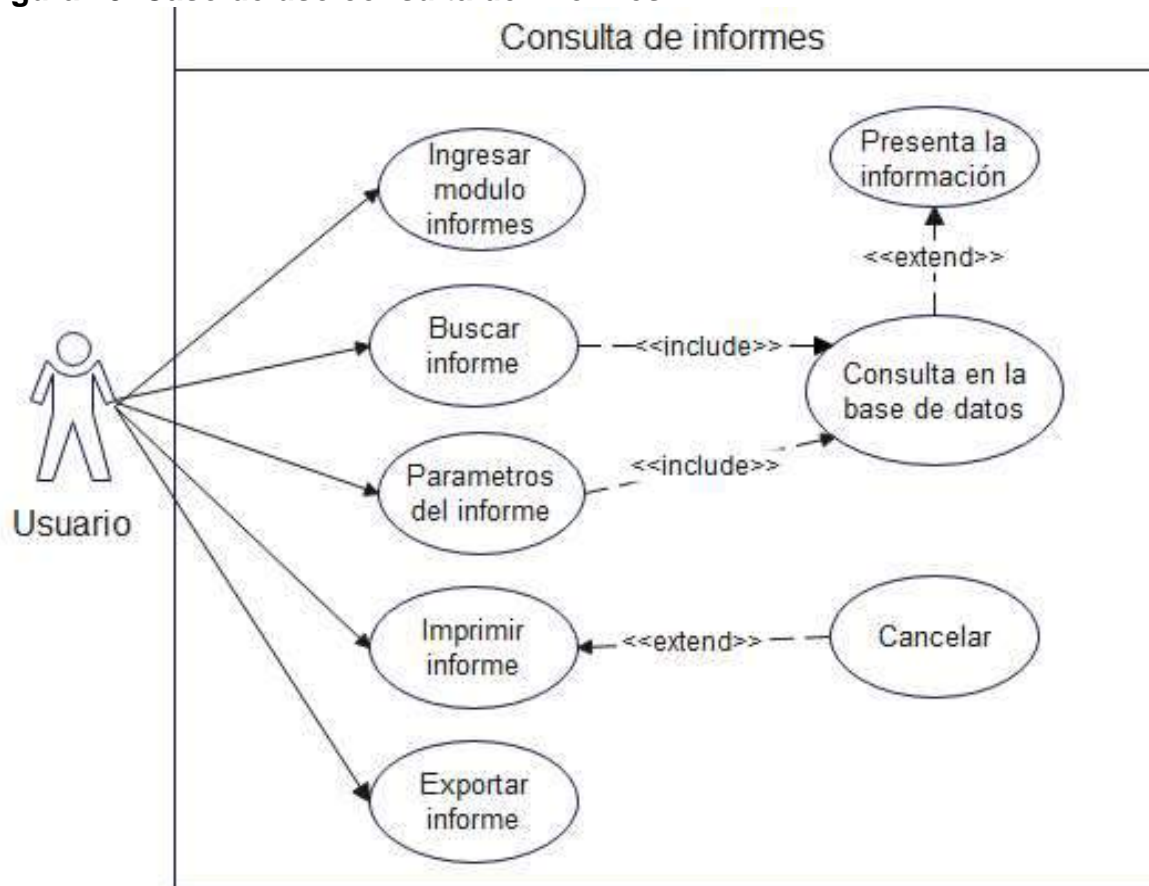 Consulta de informes
Ingresar
modulo
informes
Presenta la
información
<<extend>>
Buscar
informe
<<include>>
Consulta en la
base de datos
Parametros
del informe
<<include>>
Usuario
Imprimir
informe
<<extend>>
Cancelar
Exportar
informe